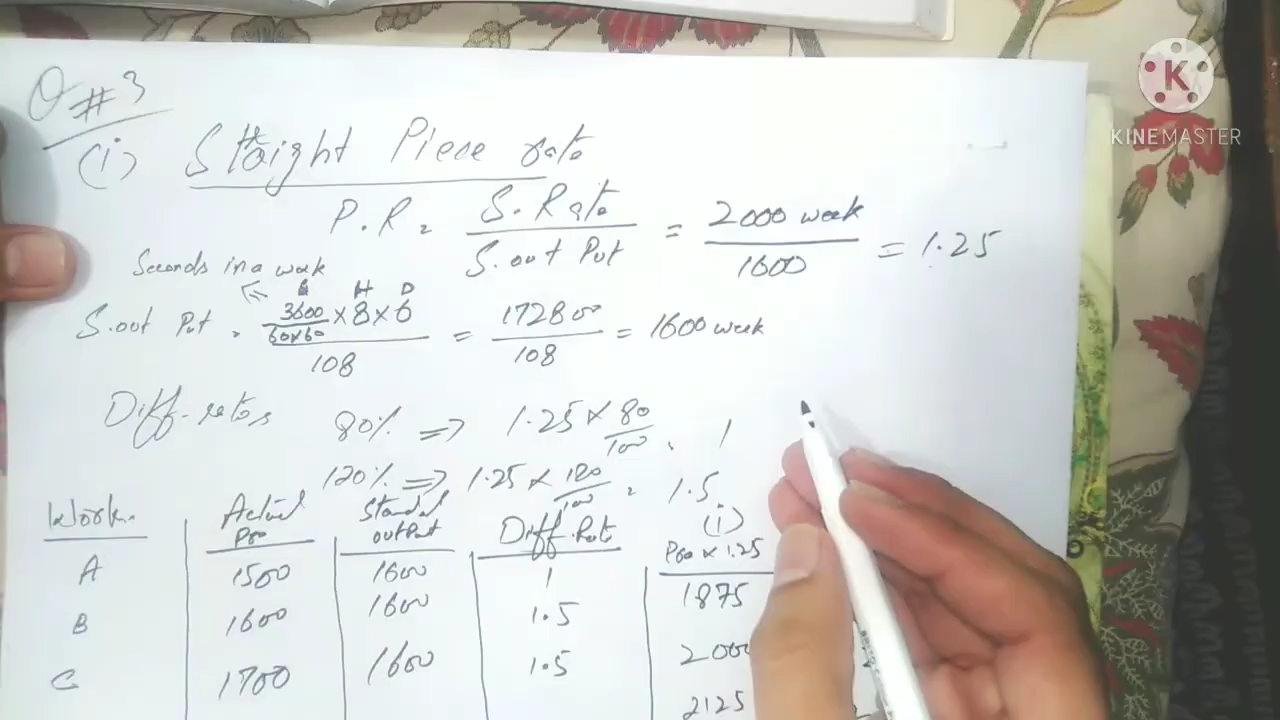 Q#3
(i) Straight Piece rate
P.R = S.Rate / S.out Put = 2000 week / 1600 = 1.25
Seconds in a week
H D
S.out Put = 3600 × 8 × 6 / 108 = 172800 / 108 = 1600 week
60×60
Diff. rates 80% => 1.25 × 80/100 = 1
120% => 1.25 × 120/100 = 1.5
Actual Pro Standard output Diff. Rate (i) Pro × 1.25
A 1500 1600 1 1875
B 1600 1600 1.5 2000
C 1700 1600 1.5 2125
K
KINEMASTER